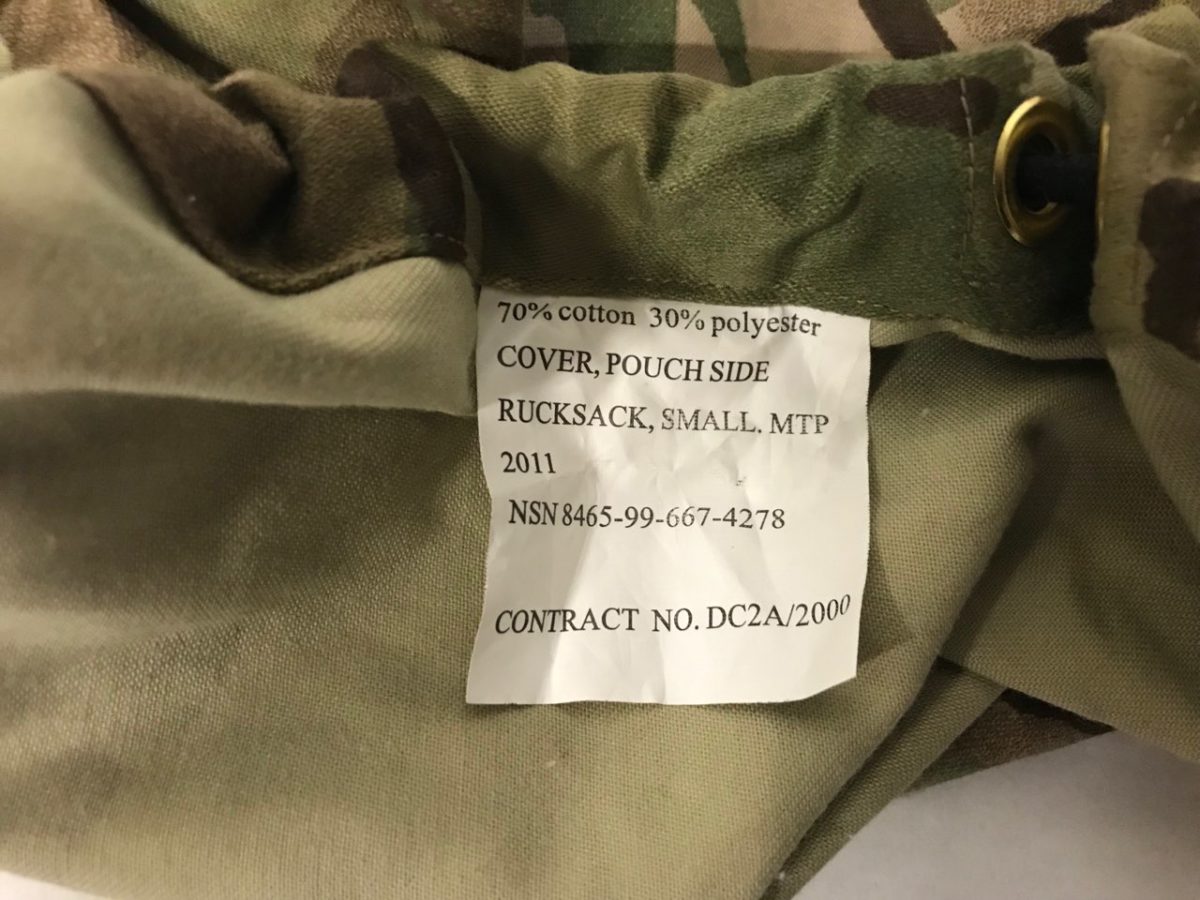 70% cotton 30% polyester
COVER, POUCH SIDE
RUCKSACK, SMALL. MTP
2011
NSN 8465-99-667-4278
CONTRACT NO. DC2A/2000